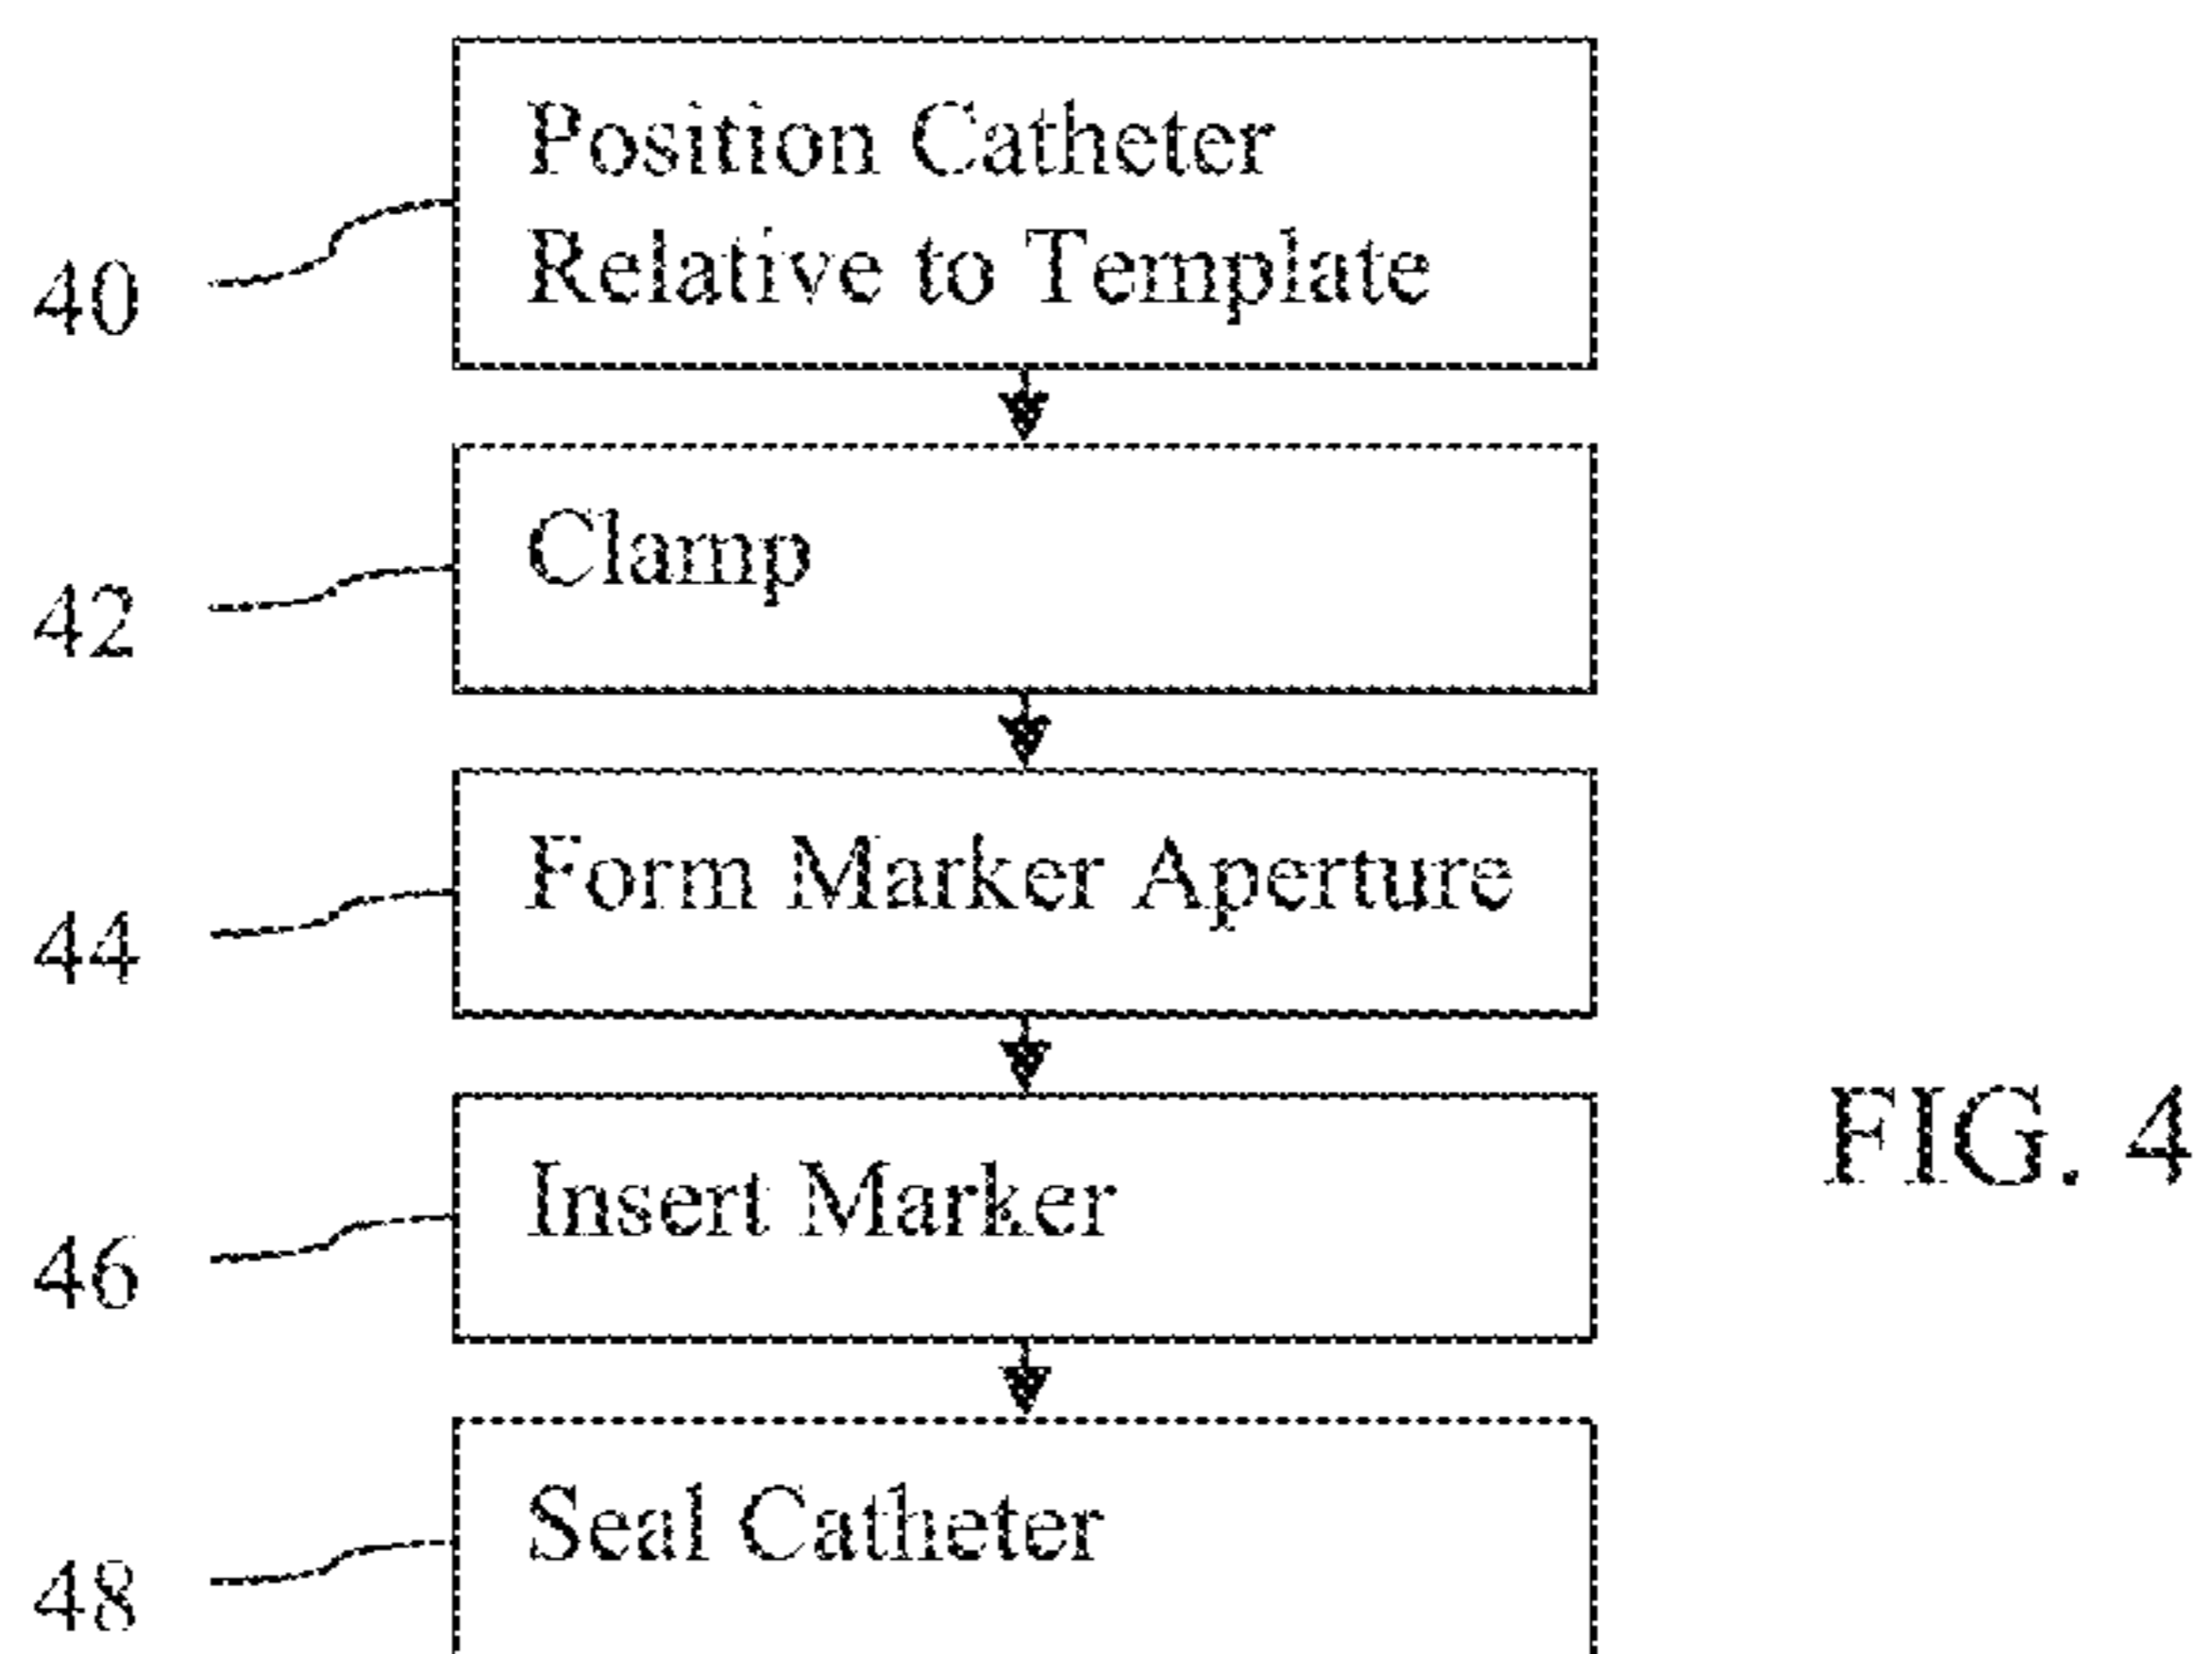 Position Catheter
Relative to Template
40
Clamp
42
Form Marker Aperture
44
Insert Marker
46
FIG. 4
Seal Catheter
48